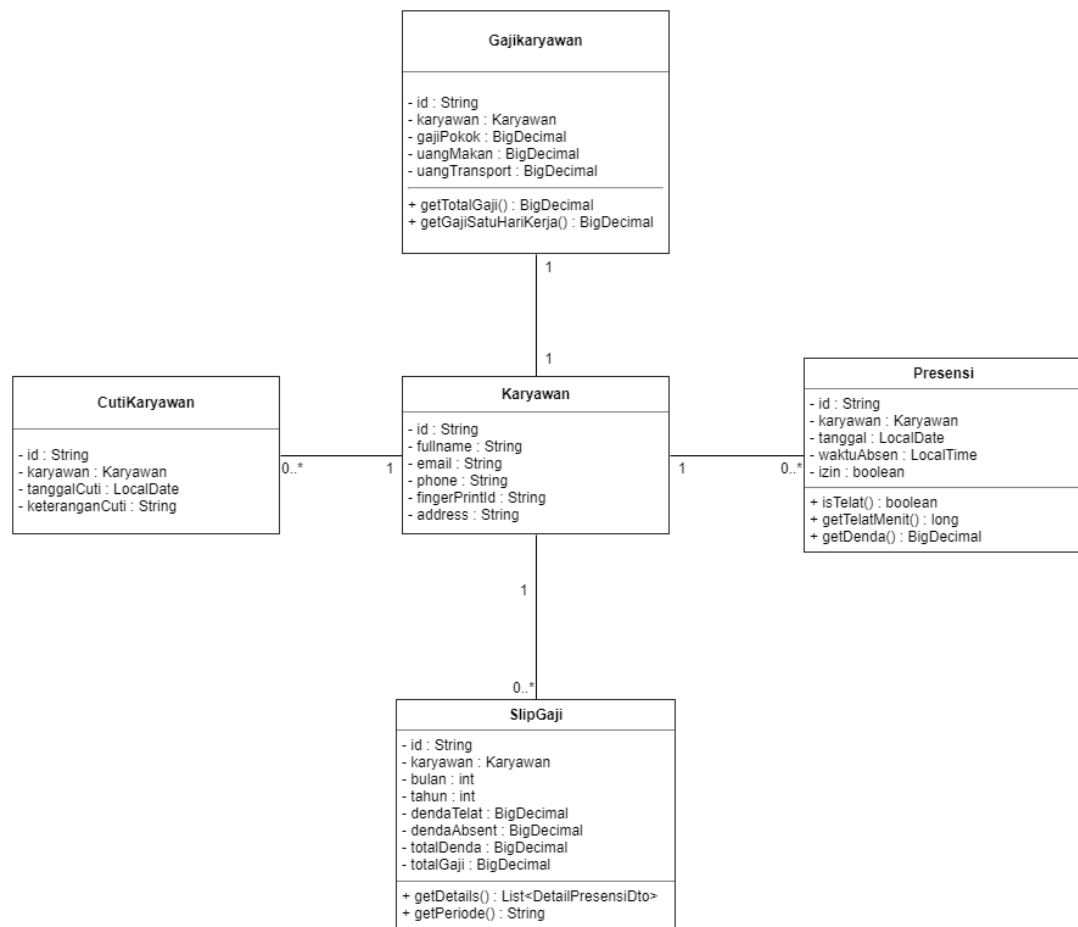 Gajikaryawan
- id : String
- karyawan : Karyawan
- gajiPokok : BigDecimal
- uangMakan : BigDecimal
- uangTransport : BigDecimal
+ getTotalGaji() : BigDecimal
+ getGajiSatuHariKerja() : BigDecimal
1
1
CutiKaryawan
- id : String
- karyawan : Karyawan
- tanggalCuti : LocalDate
- keteranganCuti : String
0..*
1
Karyawan
- id : String
- fullname : String
- email : String
- phone : String
- fingerPrintId : String
- address : String
1
0..*
Presensi
- id : String
- karyawan : Karyawan
- tanggal : LocalDate
- waktuAbsen : LocalTime
- izin : boolean
+ isTelat() : boolean
+ getTelatMenit() : long
+ getDenda() : BigDecimal
1
0..*
SlipGaji
- id : String
- karyawan : Karyawan
- bulan : int
- tahun : int
- dendaTelat : BigDecimal
- dendaAbsent : BigDecimal
- totalDenda : BigDecimal
- totalGaji : BigDecimal
+ getDetails() : List<DetailPresensiDto>
+ getPeriode() : String